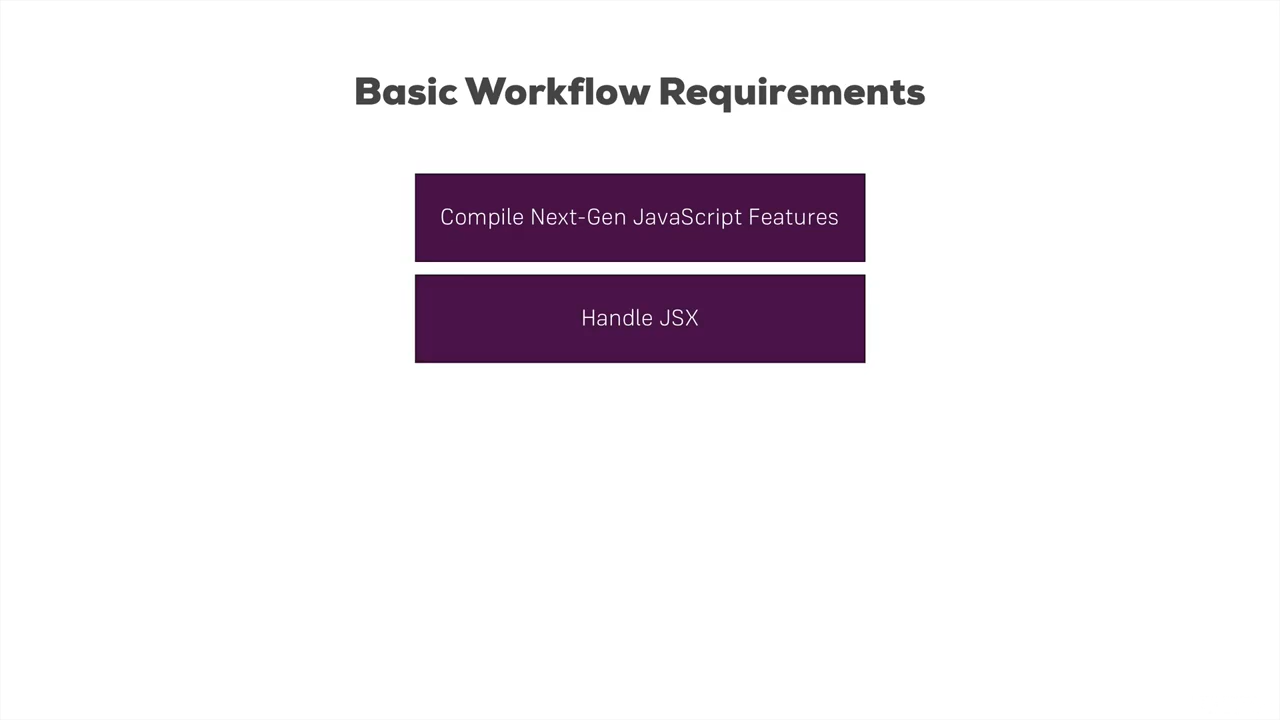 Basic Workflow Requirements
Compile Next-Gen JavaScript Features
Handle JSX